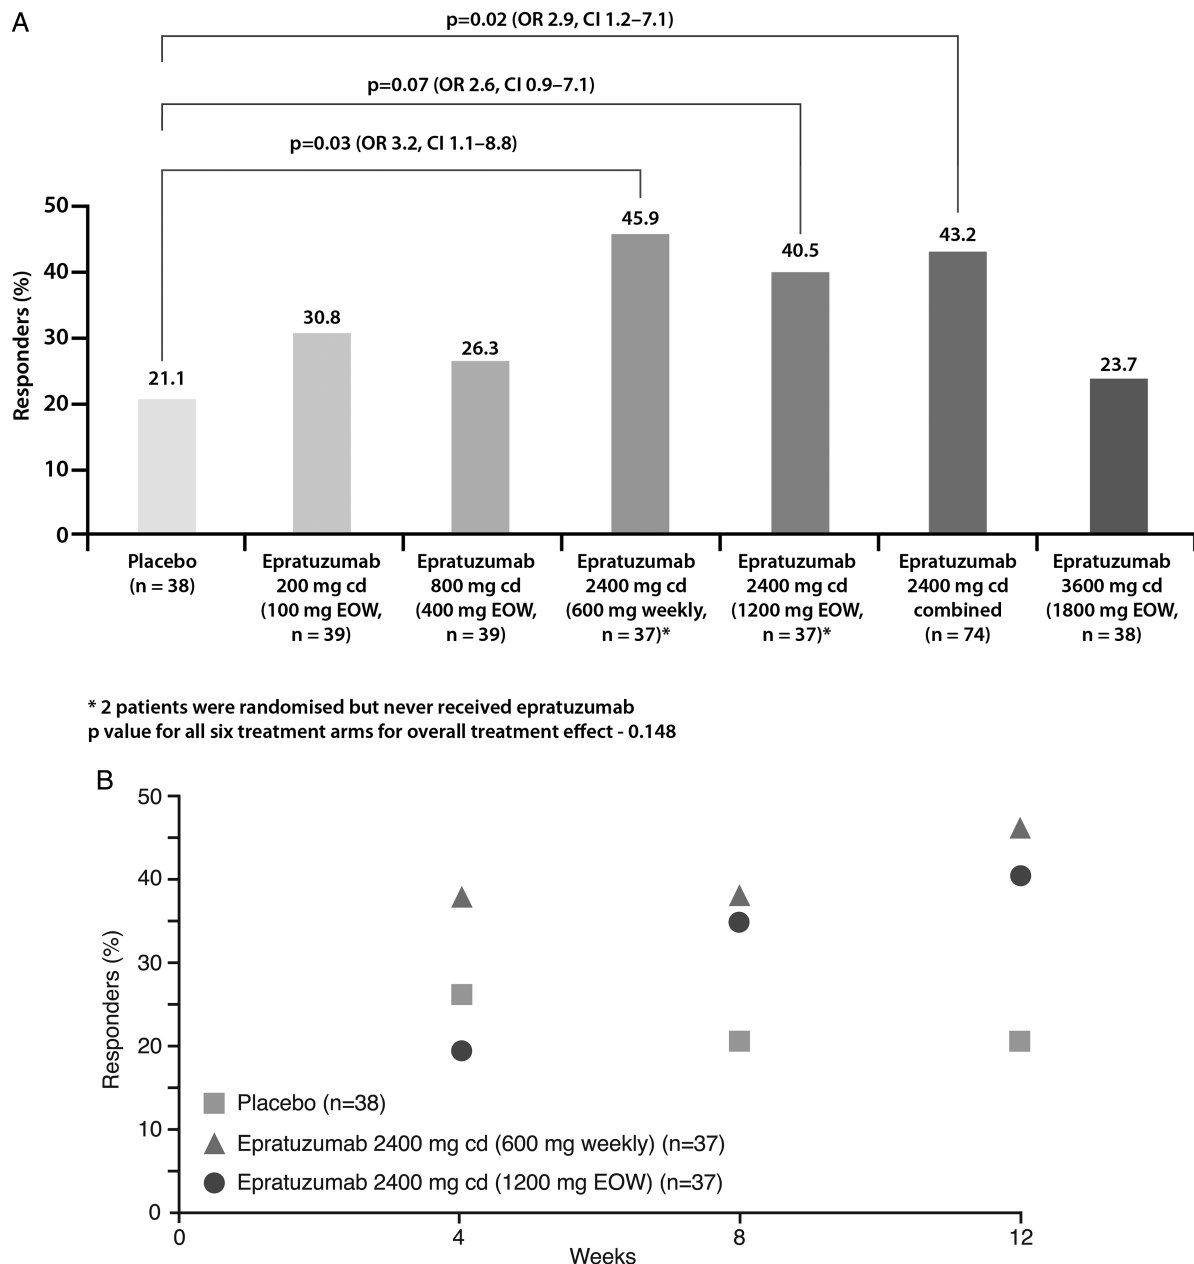 A
p=0.02 (OR 2.9, CI 1.2–7.1)
p=0.07 (OR 2.6, CI 0.9–7.1)
p=0.03 (OR 3.2, CI 1.1–8.8)
Responders (%)
50
40
30
20
10
0
21.1
30.8
26.3
45.9
40.5
43.2
23.7
Placebo
(n = 38)
Epratuzumab
200 mg cd
(100 mg EOW,
n = 39)
Epratuzumab
800 mg cd
(400 mg EOW,
n = 39)
Epratuzumab
2400 mg cd
(600 mg weekly,
n = 37)*
Epratuzumab
2400 mg cd
(1200 mg EOW,
n = 37)*
Epratuzumab
2400 mg cd
combined
(n = 74)
Epratuzumab
3600 mg cd
(1800 mg EOW,
n = 38)
* 2 patients were randomised but never received epratuzumab
p value for all six treatment arms for overall treatment effect - 0.148
B
Responders (%)
50
40
30
20
10
0
Placebo (n=38)
Epratuzumab 2400 mg cd (600 mg weekly) (n=37)
Epratuzumab 2400 mg cd (1200 mg EOW) (n=37)
0
4
8
12
Weeks